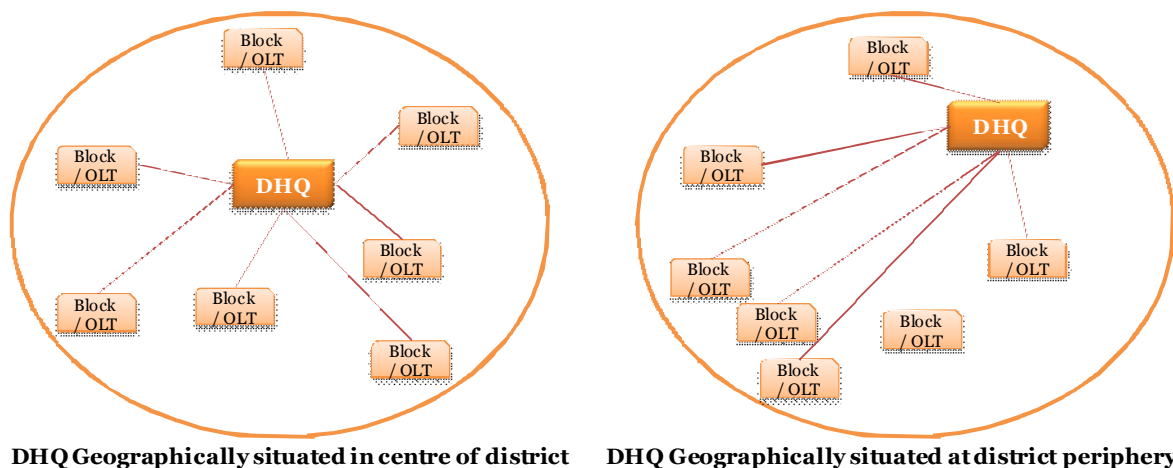 Block
/ OLT
Block
/ OLT
Block
/ OLT
DHQ
Block
/ OLT
Block
/ OLT
Block
/ OLT
Block
/ OLT
DHQ Geographically situated in centre of district
Block
/ OLT
DHQ
Block
/ OLT
Block
/ OLT
Block
/ OLT
Block
/ OLT
Block
/ OLT
Block
/ OLT
DHQ Geographically situated at district periphery